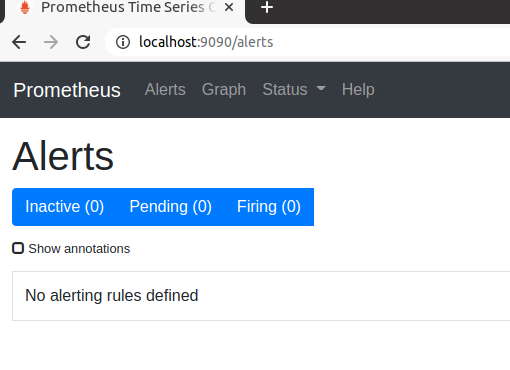 Prometheus Time Series C
localhost:9090/alerts
Prometheus Alerts Graph Status Help
Alerts
Inactive (0) Pending (0) Firing (0)
Show annotations
No alerting rules defined